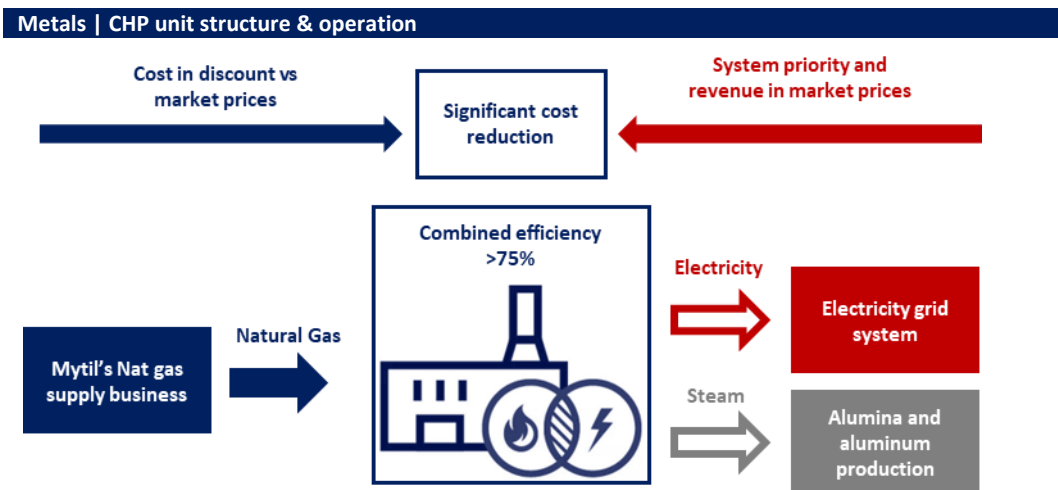 Metals | CHP unit structure & operation
Cost in discount vs
market prices
Significant cost
reduction
System priority and
revenue in market prices
Combined efficiency
>75%
Mytil’s Nat gas
supply business
Natural Gas
Electricity
Electricity grid
system
Steam
Alumina and
aluminum
production